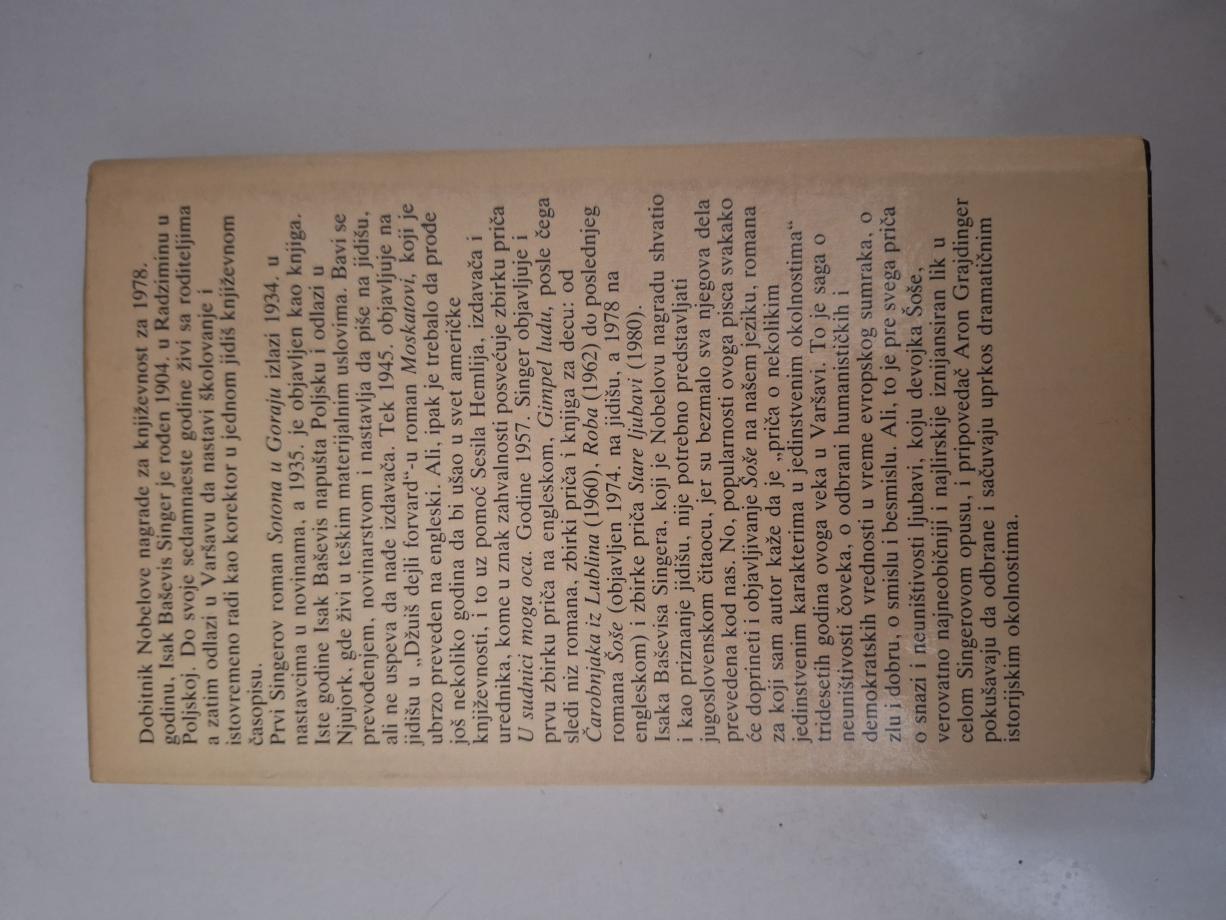 Dobitnik Nobelove nagrade za književnost za 1978.
godinu, Isak Baševis Singer je rođen 1904. u Radziminu u
Poljskoj. Do svoje sedamnaeste godine živi sa roditeljima
a zatim odlazi u Varšavu da nastavi školovanje i
istovremeno radi kao korektor u jednom jidiš književnom
časopisu.
Prvi Singerov roman Sotona u Goraju izlazi 1934. u
nastavcima u novinama, a 1935. je objavljen kao knjiga.
Iste godine Isak Baševis napušta Poljsku i odlazi u
Njujork, gde živi u teškim materijalnim uslovima. Bavi se
prevođenjem, novinarstvom i nastavlja da piše na jidišu,
ali ne uspeva da nađe izdavača. Tek 1945. objavljuje na
jidišu u „Džuiš dejli forvard“-u roman Moskatovi, koji je
ubrzo preveden na engleski. Ali, ipak je trebalo da prođe
još nekoliko godina da bi ušao u svet američke
književnosti, i to uz pomoć Sesila Hemlija, izdavača i
urednika, kome u znak zahvalnosti posvećuje zbirku priča
U sudnici moga oca. Godine 1957. Singer objavljuje i
prvu zbirku priča na engleskom, Gimpel ludu, posle čega
sledi niz romana, zbirki priča i knjiga za decu: od
Čarobnjaka iz Lublina (1960), Roba (1962) do poslednjeg
romana Šoše (objavljen 1974. na jidišu, a 1978 na
engleskom) i zbirke priča Stare ljubavi (1980).
Isaka Baševisa Singera, koji je Nobelovu nagradu shvatio
i kao priznanje jidišu, nije potrebno predstavljati
jugoslovenskom čitaocu, jer su bezmalo sva njegova dela
prevedena kod nas. No, popularnosti ovoga pisca svakako
će doprineti i objavljivanje Šoše na našem jeziku, romana
za koji sam autor kaže da je „priča o nekolikim
jedinstvenim karakterima u jedinstvenim okolnostima“
tridesetih godina ovoga veka u Varšavi. To je saga o
neuništivosti čoveka, o odbrani humanističkih i
demokratskih vrednosti u vreme evropskog sumraka, o
zlu i dobru, o smislu i besmislu. Ali, to je pre svega priča
o snazi i neuništivosti ljubavi, koju devojka Šoše,
verovatno najneobičniji i najlirskije iznijansiran lik u
celom Singerovom opusu, i pripovedač Aron Grajdinger
pokušavaju da odbrane i sačuvaju uprkos dramatičnim
istorijskim okolnostima.